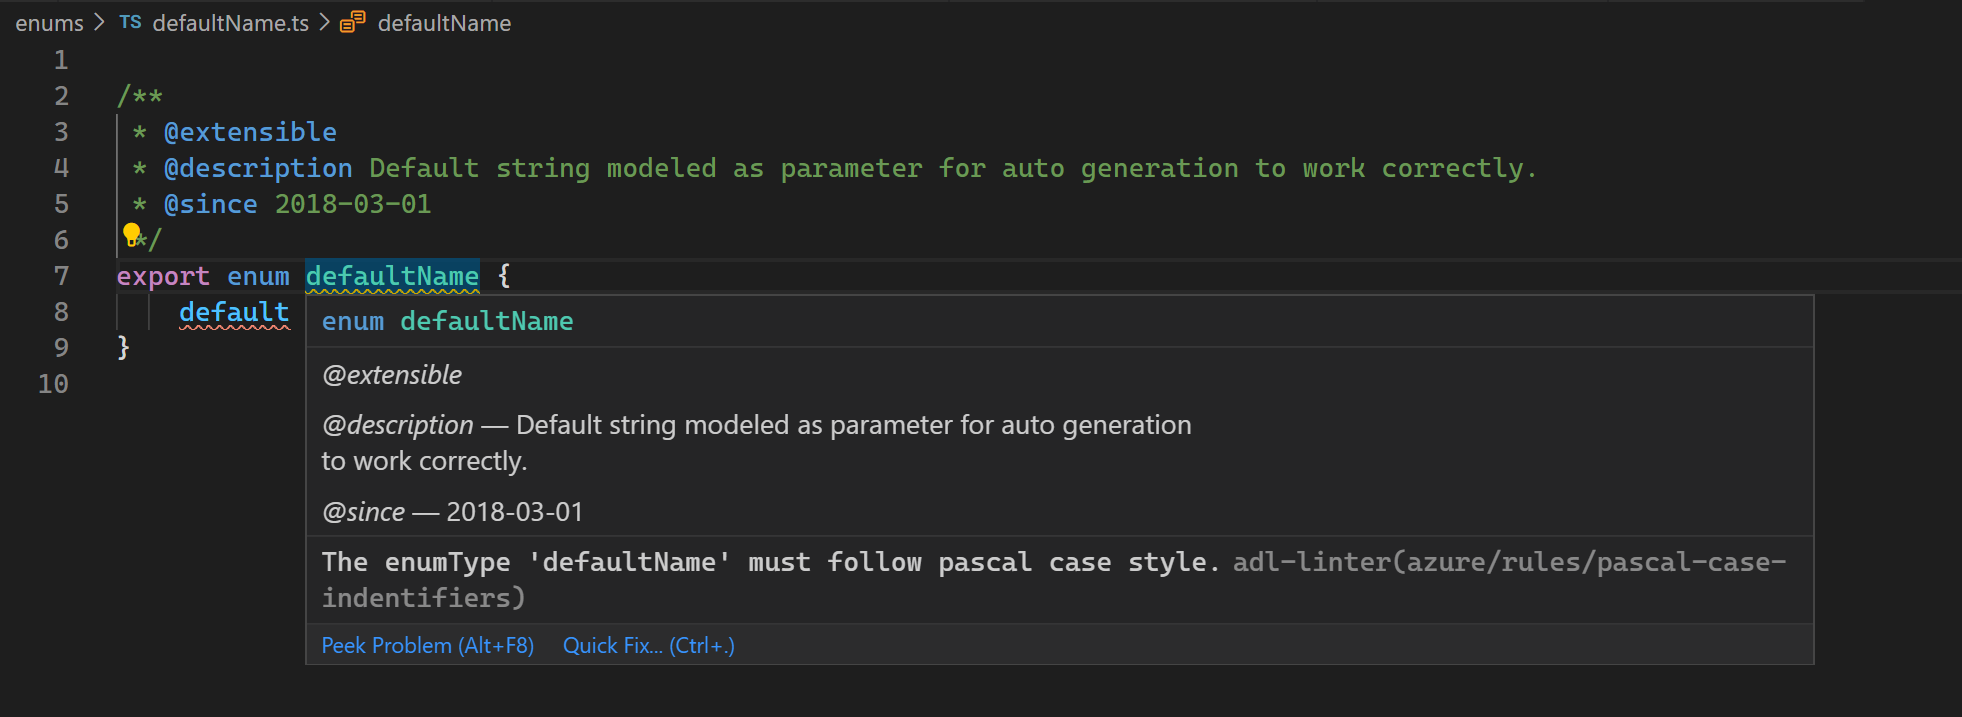 enums > TS defaultName.ts > defaultName
1
2 /**
3 * @extensible
4 * @description Default string modeled as parameter for auto generation to work correctly.
5 * @since 2018-03-01
6 */
7 export enum defaultName {
8 default
enum defaultName
9 }
@extensible
10
@description — Default string modeled as parameter for auto generation
to work correctly.
@since — 2018-03-01
The enumType 'defaultName' must follow pascal case style. adl-linter(azure/rules/pascal-case-
indentifiers)
Peek Problem (Alt+F8) Quick Fix... (Ctrl+.)